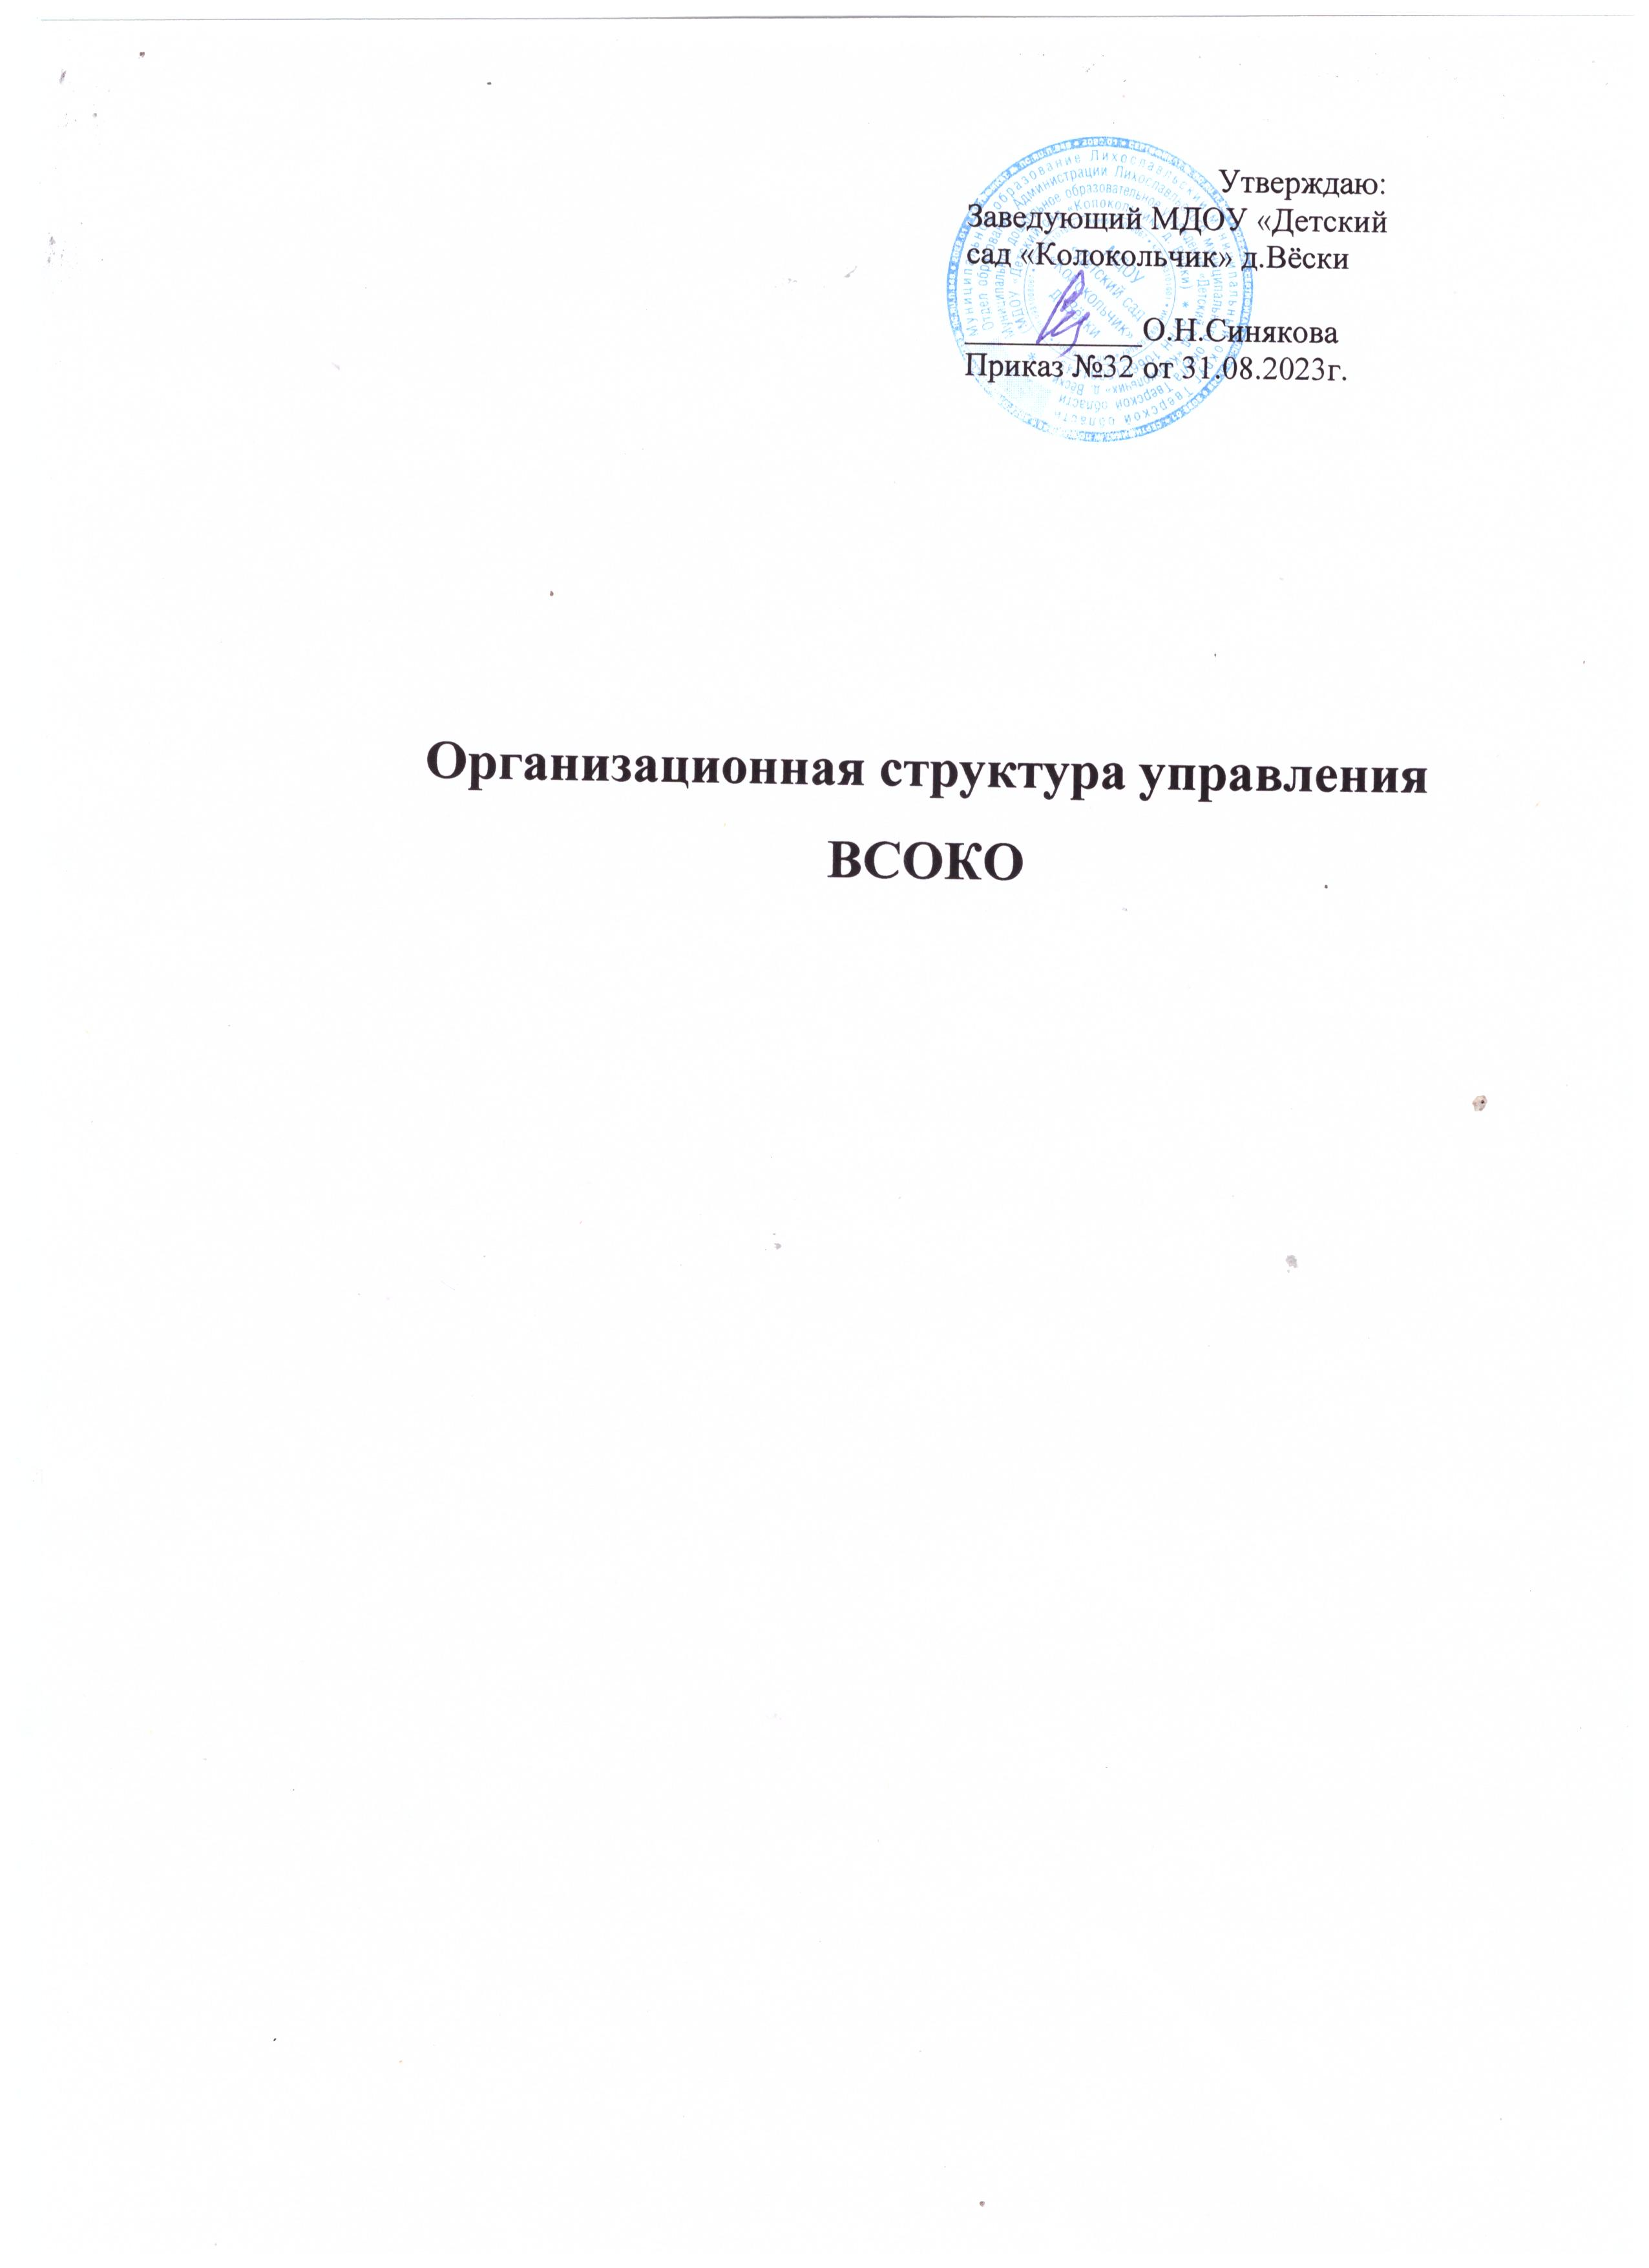 Утверждаю:
Заведующий МДОУ «Детский
сад «Колокольчик» д.Вёски
О.Н.Синякова
Приказ №32 от 31.08.2023г.
Организационная структура управления
ВСОКО